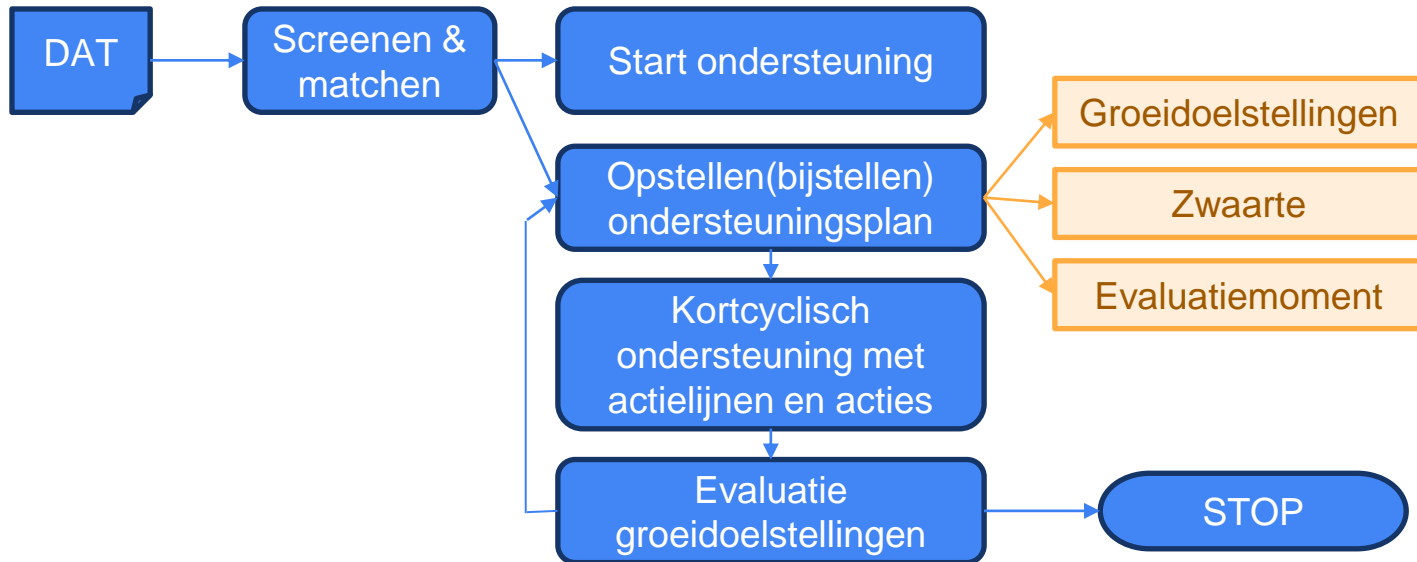 DAT
Screenen &
matchen
Start ondersteuning
Opstellen(bijstellen)
ondersteuningsplan
Groeidoelstellingen
Zwaarte
Evaluatiemoment
Kortcyclisch
ondersteuning met
actielijnen en acties
Evaluatie
groeidoelstellingen
STOP